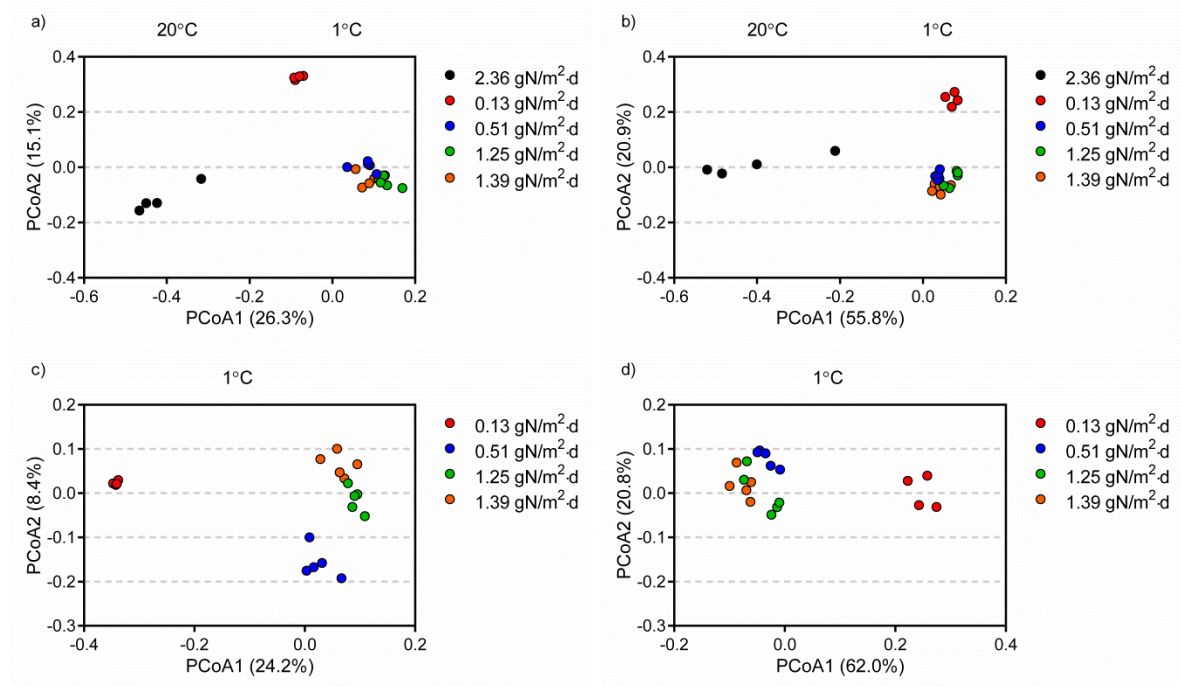 a)
20°C 1°C
0.4
0.2
0.0
-0.2
-0.4
-0.6 -0.4 -0.2 0.0 0.2
PCoA2 (15.1%)
PCoA1 (26.3%)
2.36 gN/m²·d
0.13 gN/m²·d
0.51 gN/m²·d
1.25 gN/m²·d
1.39 gN/m²·d
b)
20°C 1°C
0.4
0.2
0.0
-0.2
-0.4
-0.6 -0.4 -0.2 0.0 0.2
PCoA2 (20.9%)
PCoA1 (55.8%)
2.36 gN/m²·d
0.13 gN/m²·d
0.51 gN/m²·d
1.25 gN/m²·d
1.39 gN/m²·d
c)
1°C
0.2
0.1
0.0
-0.1
-0.2
-0.3
-0.4 -0.2 0.0 0.2
PCoA2 (8.4%)
PCoA1 (24.2%)
0.13 gN/m²·d
0.51 gN/m²·d
1.25 gN/m²·d
1.39 gN/m²·d
d)
1°C
0.2
0.1
0.0
-0.1
-0.2
-0.3
-0.2 0.0 0.2 0.4
PCoA2 (20.8%)
PCoA1 (62.0%)
0.13 gN/m²·d
0.51 gN/m²·d
1.25 gN/m²·d
1.39 gN/m²·d